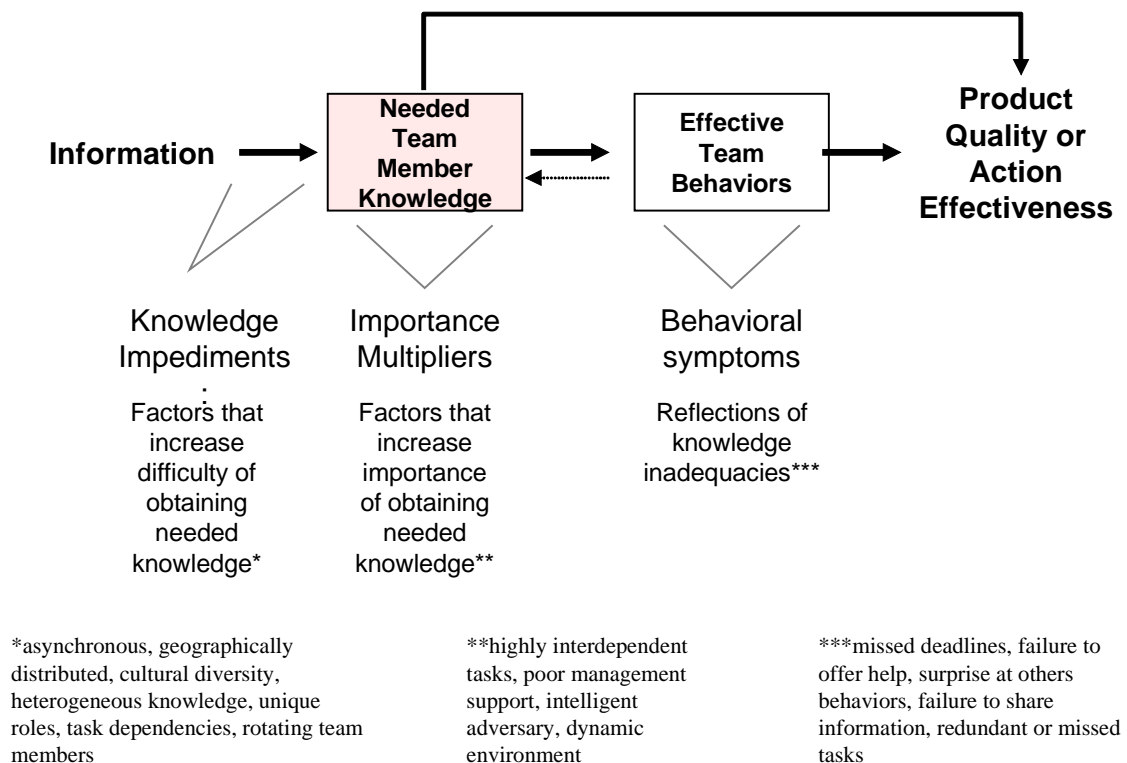 Information
Needed
Team
Member
Knowledge
Effective
Team
Behaviors
Product
Quality or
Action
Effectiveness
Knowledge
Impediments
:
Factors that
increase
difficulty of
obtaining
needed
knowledge*
Importance
Multipliers
Factors that
increase
importance
of obtaining
needed
knowledge**
Behavioral
symptoms
Reflections of
knowledge
inadequacies***
*asynchronous, geographically
distributed, cultural diversity,
heterogeneous knowledge, unique
roles, task dependencies, rotating team
members
**highly interdependent
tasks, poor management
support, intelligent
adversary, dynamic
environment
***missed deadlines, failure to
offer help, surprise at others
behaviors, failure to share
information, redundant or missed
tasks